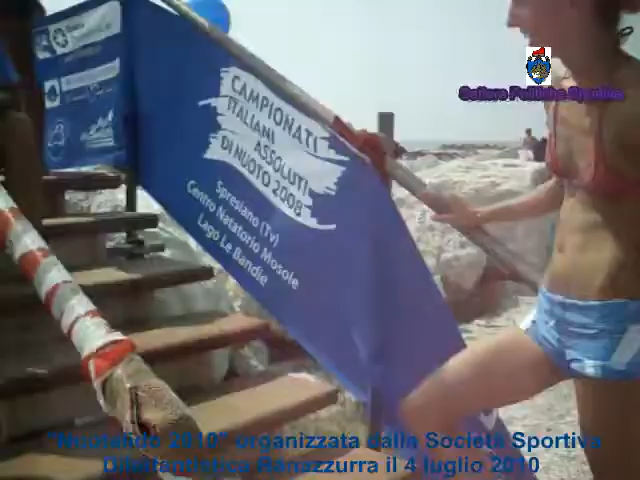 CAMPIONATI
ITALIANI
ASSOLUTI
DI NUOTO 2008
Spresiano (Tv)
Centro Natatorio Mosole
Lago Le Bandie
Settore Politiche Sportive
"Nuotando 2010" organizzata dalla Società Sportiva
Dilettantistica Ranazzurra il 4 luglio 2010